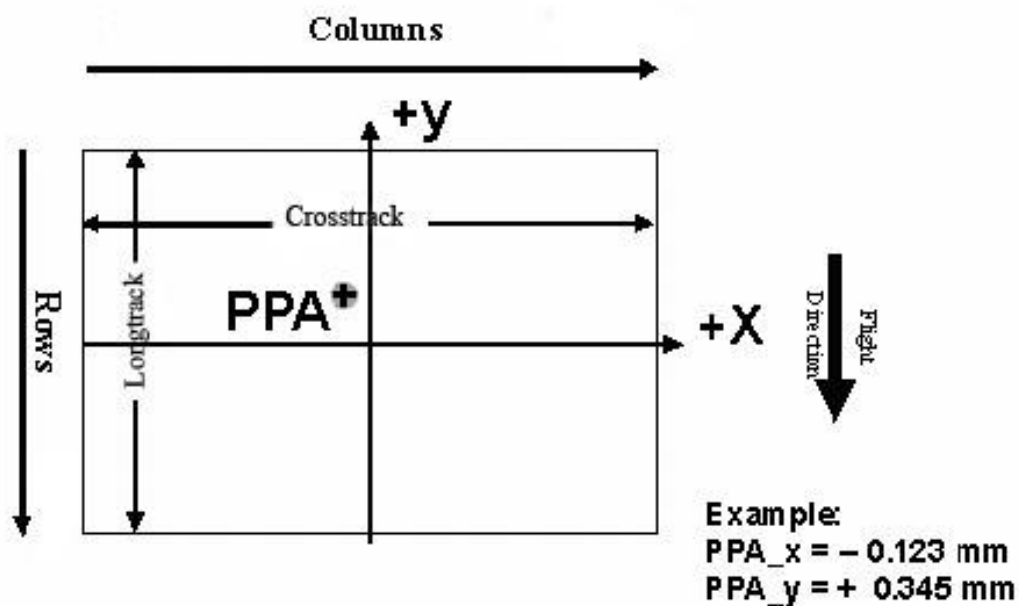 Columns
+y
Crosstrack
Rows
Longtrack
PPA
+X
Flight
Direction
Example:
PPA_x = – 0.123 mm
PPA_y = + 0.345 mm